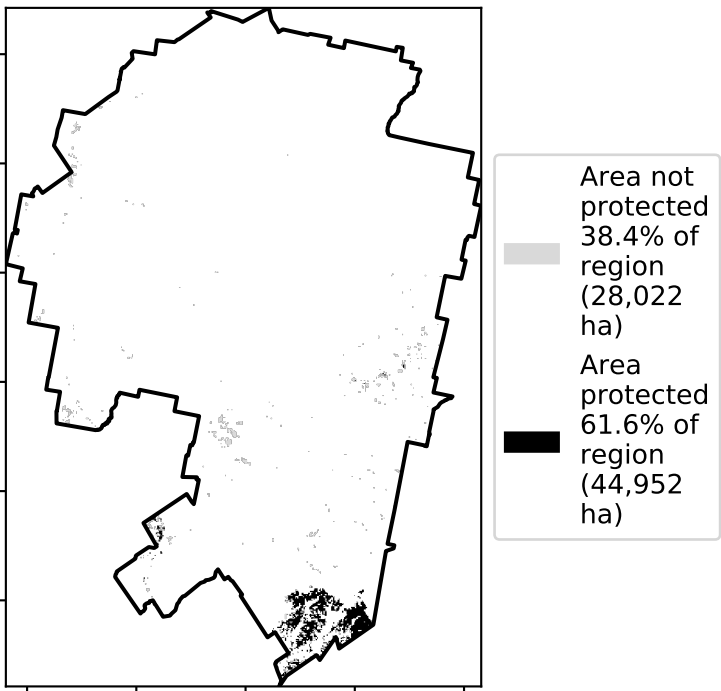 Area not
protected
38.4% of
region
(28,022
ha)
Area
protected
61.6% of
region
(44,952
ha)